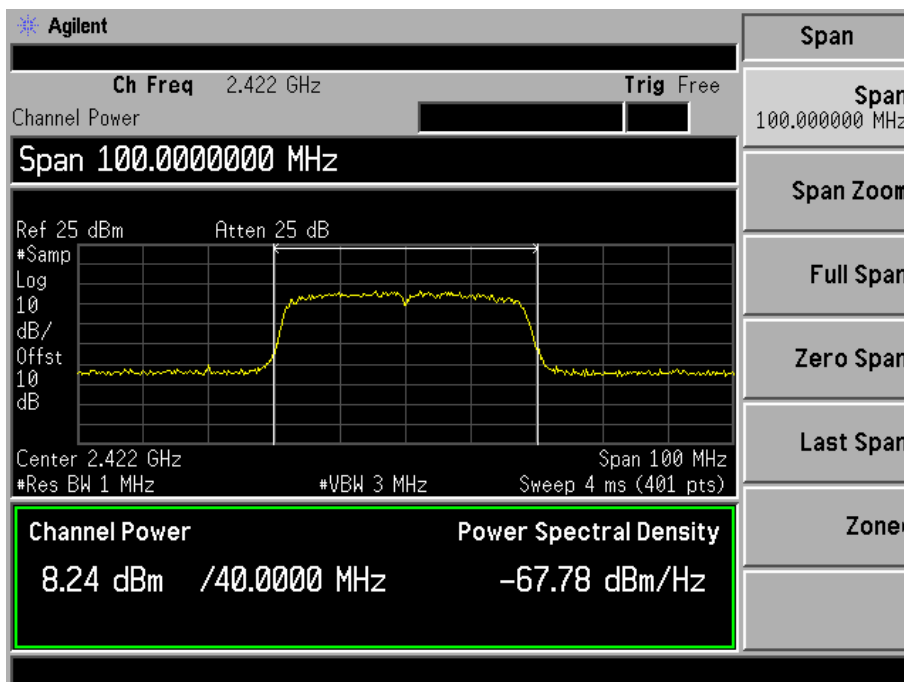 Agilent
Span
Ch Freq 2.422 GHz Trig Free
Channel Power
Span 100.0000000 MHz
Ref 25 dBm Atten 25 dB
#Samp
Log
10
dB/
Offst
10
dB
Center 2.422 GHz Span 100 MHz
#Res BW 1 MHz #VBW 3 MHz Sweep 4 ms (401 pts)
Channel Power Power Spectral Density
8.24 dBm /40.0000 MHz -67.78 dBm/Hz
Span
100.000000 MHz
Span Zoom
Full Span
Zero Span
Last Span
Zone